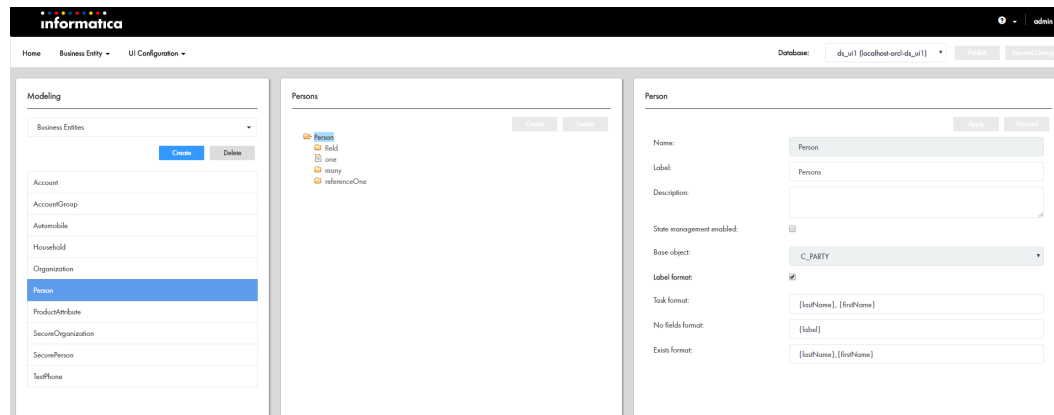 informatica
admin
Home Business Entity UI Configuration Database: ds_ui1 (localhost-orcl-ds_ui1) Publish Discard Chang
Modeling
Business Entities
Create Delete
Account
AccountGroup
Automobile
Household
Organization
Person
ProductAttribute
SecureOrganization
SecurePerson
TestPhone
Persons
Create Delete
Person
field
one
many
referenceOne
Person
Apply Discard
Name: Person
Label: Persons
Description:
State management enabled:
Base object: C_PARTY
Label format:
Task format: {lastName}, {firstName}
No fields format: {label}
Exists format: {lastName},{firstName}